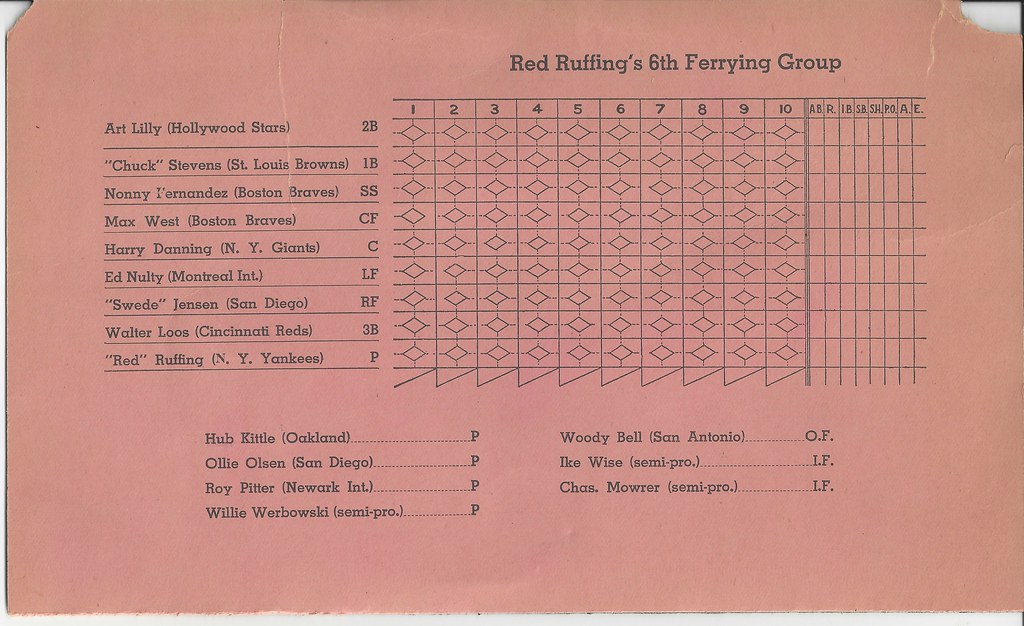 Red Ruffing's 6th Ferrying Group
1 2 3 4 5 6 7 8 9 10 A.B. R. 1B. S.B. S.H. P.O. A. E.
Art Lilly (Hollywood Stars) 2B
"Chuck" Stevens (St. Louis Browns) 1B
Nonny Fernandez (Boston Braves) SS
Max West (Boston Braves) CF
Harry Danning (N. Y. Giants) C
Ed Nulty (Montreal Int.) LF
"Swede" Jensen (San Diego) RF
Walter Loos (Cincinnati Reds) 3B
"Red" Ruffing (N. Y. Yankees) P
Hub Kittle (Oakland) P
Ollie Olsen (San Diego) P
Roy Pitter (Newark Int.) P
Willie Werbowski (semi-pro.) P
Woody Bell (San Antonio) O.F.
Ike Wise (semi-pro.) I.F.
Chas. Mowrer (semi-pro.) I.F.